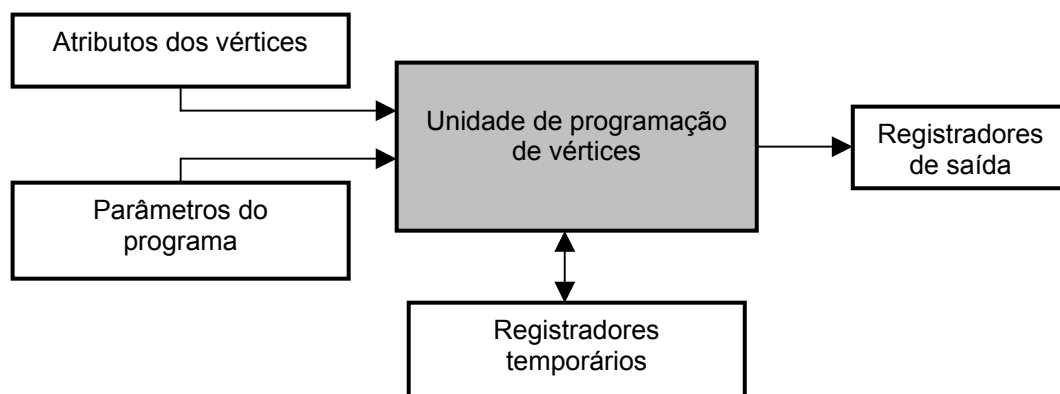 Atributos dos vértices
Unidade de programação
de vértices
Registradores
de saída
Parâmetros do
programa
Registradores
temporários